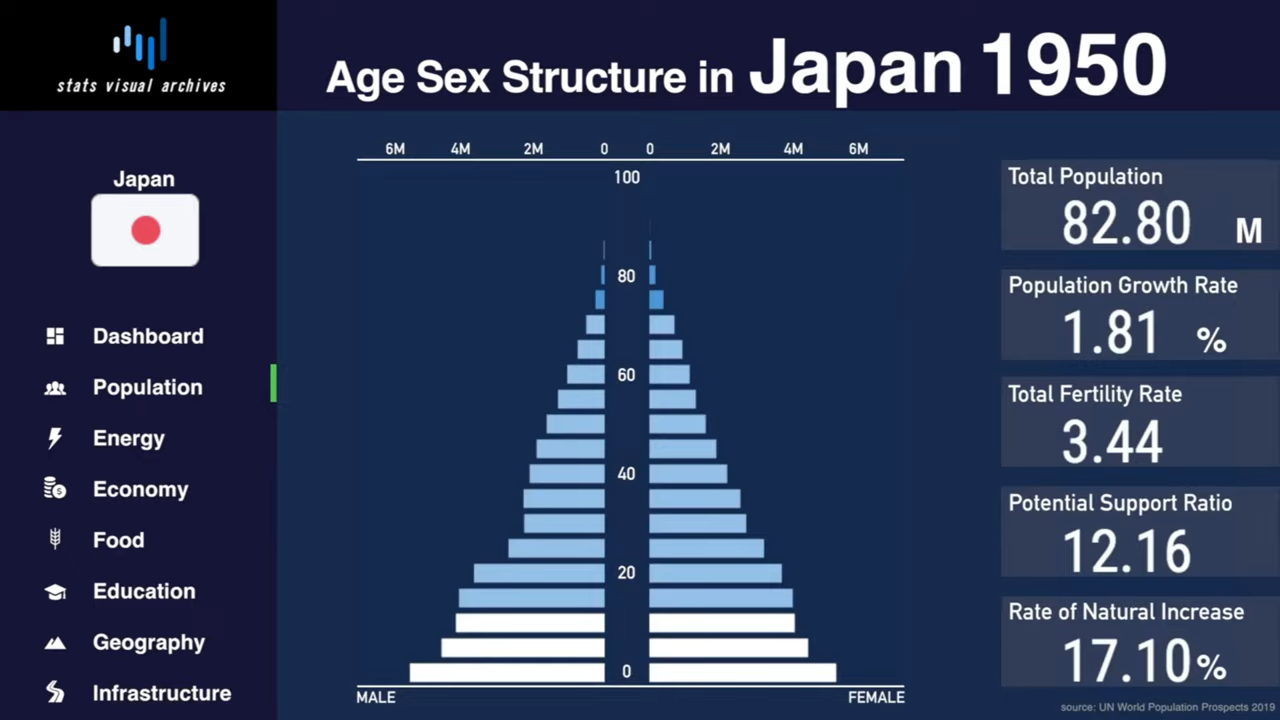 stats visual archives
Age Sex Structure in Japan 1950
Japan
Dashboard
Population
Energy
Economy
Food
Education
Geography
Infrastructure
6M 4M 2M 0 0 2M 4M 6M
100
80
60
40
20
0
MALE FEMALE
Total Population
82.80 M
Population Growth Rate
1.81 %
Total Fertility Rate
3.44
Potential Support Ratio
12.16
Rate of Natural Increase
17.10%
source: UN World Population Prospects 2019